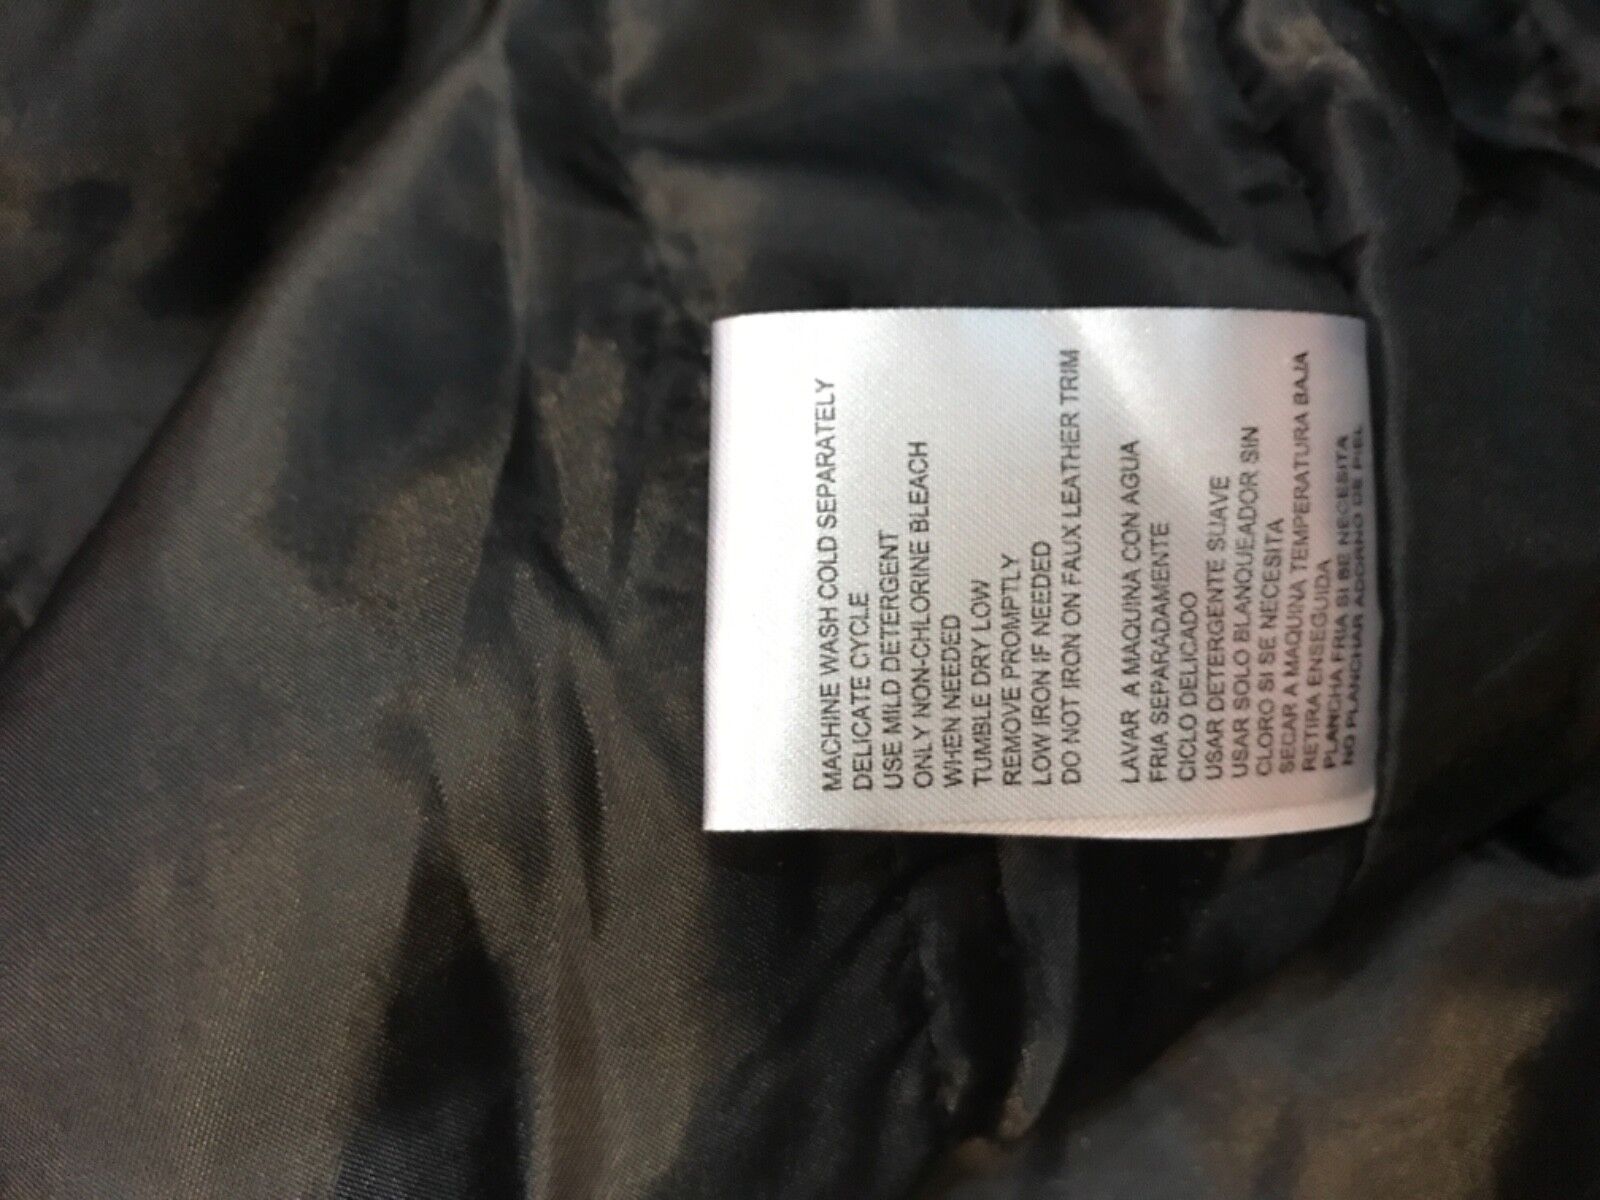 MACHINE WASH COLD SEPARATELY
DELICATE CYCLE
USE MILD DETERGENT
ONLY NON-CHLORINE BLEACH
WHEN NEEDED
TUMBLE DRY LOW
REMOVE PROMPTLY
LOW IRON IF NEEDED
DO NOT IRON ON FAUX LEATHER TRIM
LAVAR A MAQUINA CON AGUA
FRIA SEPARADAMENTE
CICLO DELICADO
USAR DETERGENTE SUAVE
USAR SOLO BLANQUEADOR SIN
CLORO SI SE NECESITA
SECAR A MAQUINA TEMPERATURA BAJA
RETIRA ENSEGUIDA
PLANCHA FRIA SI SE NECESITA
NO PLANCHAR ADORNO DE PIEL